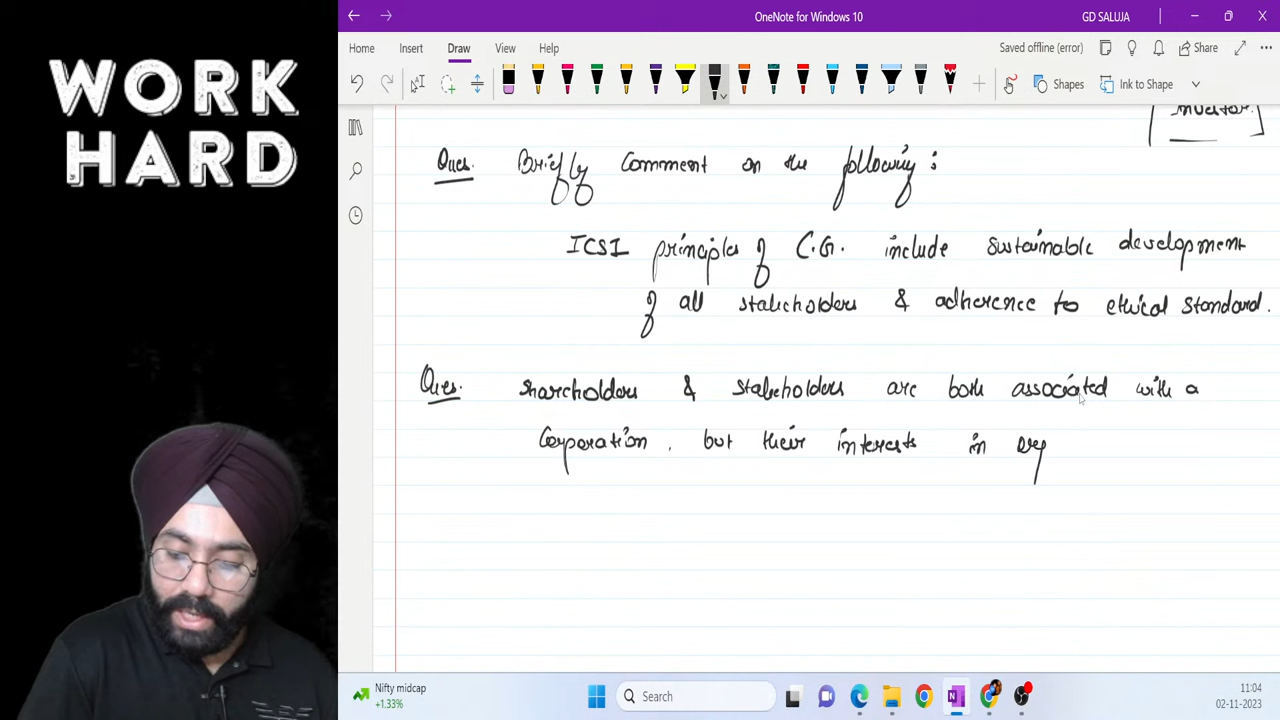 OneNote for Windows 10
GD SALUJA
Home
Insert
Draw
View
Help
Saved offline (error)
Share
Shapes
Ink to Shape
WORK
HARD
Investor.
Ques. Briefly Comment on the following :
ICSI principles of C.G. include sustainable development
of all stakeholders & adherence to ethical standard.
Ques. shareholders & stakeholders are both associated with a
Corporation, but their interests in org
Nifty midcap
+1.33%
Search
11:04
02-11-2023